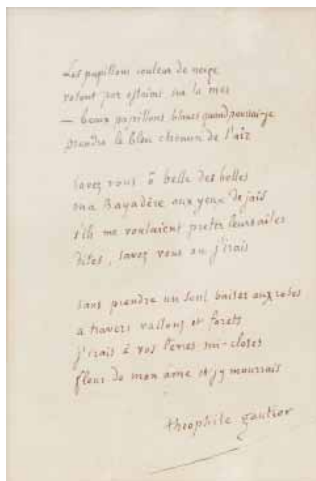 Les papillons couleur de neige
volent par essaims sur la mer
— beaux papillons blancs quand pourrai-je
prendre le bleu chemin de l'air

savez vous ô belle des belles
ma Bayadère aux yeux de jais
s'ils me voulaient preter leurs ailes
dites, savez vous ou j'irais

sans prendre un seul baiser aux roses
a travers vallons et forets
j'irais à vos levres mi-closes
fleur de mon ame et j'y mourrais

theophile gautier